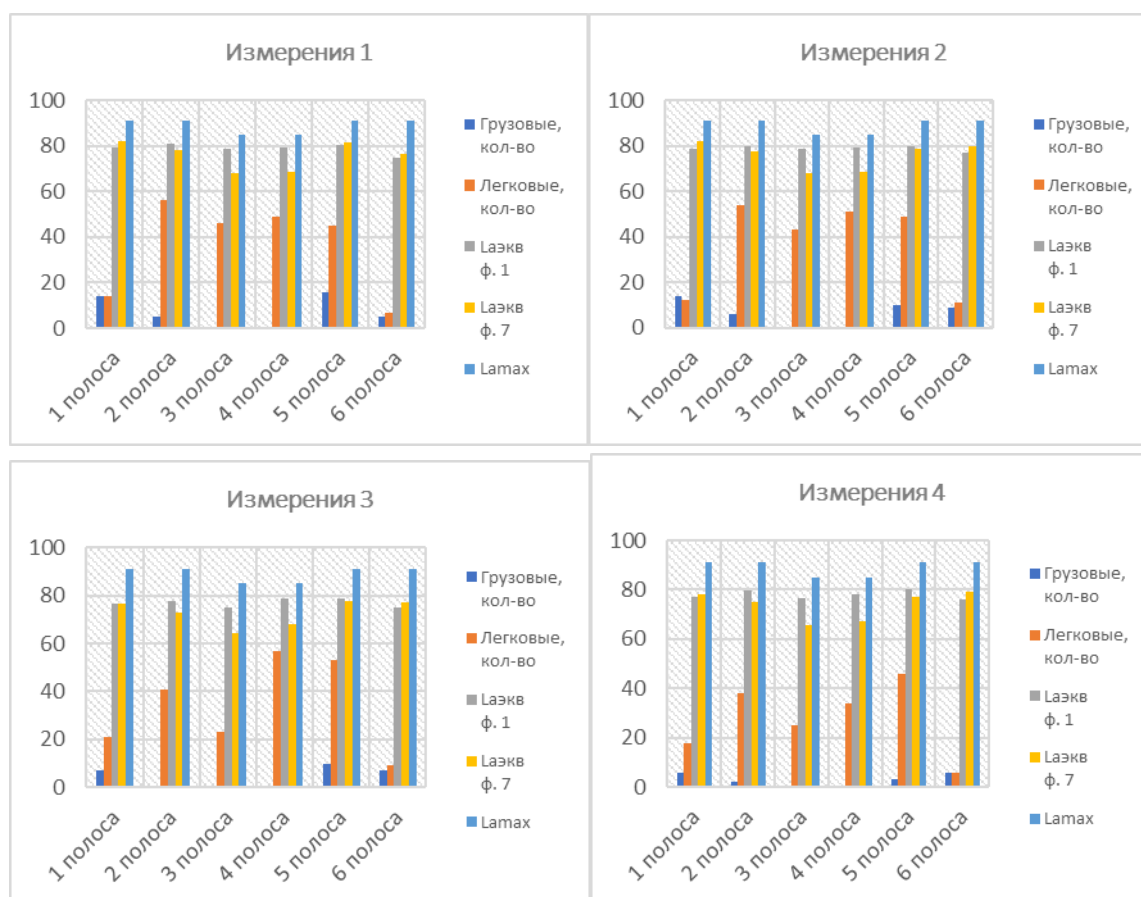 Измерения 1
100
80
60
40
20
0
1 полоса
2 полоса
3 полоса
4 полоса
5 полоса
6 полоса
Грузовые,
кол-во
Легковые,
кол-во
Lаэкв
ф. 1
Lаэкв
ф. 7
Lamax
Измерения 2
100
80
60
40
20
0
1 полоса
2 полоса
3 полоса
4 полоса
5 полоса
6 полоса
Грузовые,
кол-во
Легковые,
кол-во
Lаэкв
ф. 1
Lаэкв
ф. 7
Lamax
Измерения 3
100
80
60
40
20
0
1 полоса
2 полоса
3 полоса
4 полоса
5 полоса
6 полоса
Грузовые,
кол-во
Легковые,
кол-во
Lаэкв
ф. 1
Lаэкв
ф. 7
Lamax
Измерения 4
100
80
60
40
20
0
1 полоса
2 полоса
3 полоса
4 полоса
5 полоса
6 полоса
Грузовые,
кол-во
Легковые,
кол-во
Lаэкв
ф. 1
Lаэкв
ф. 7
Lamax